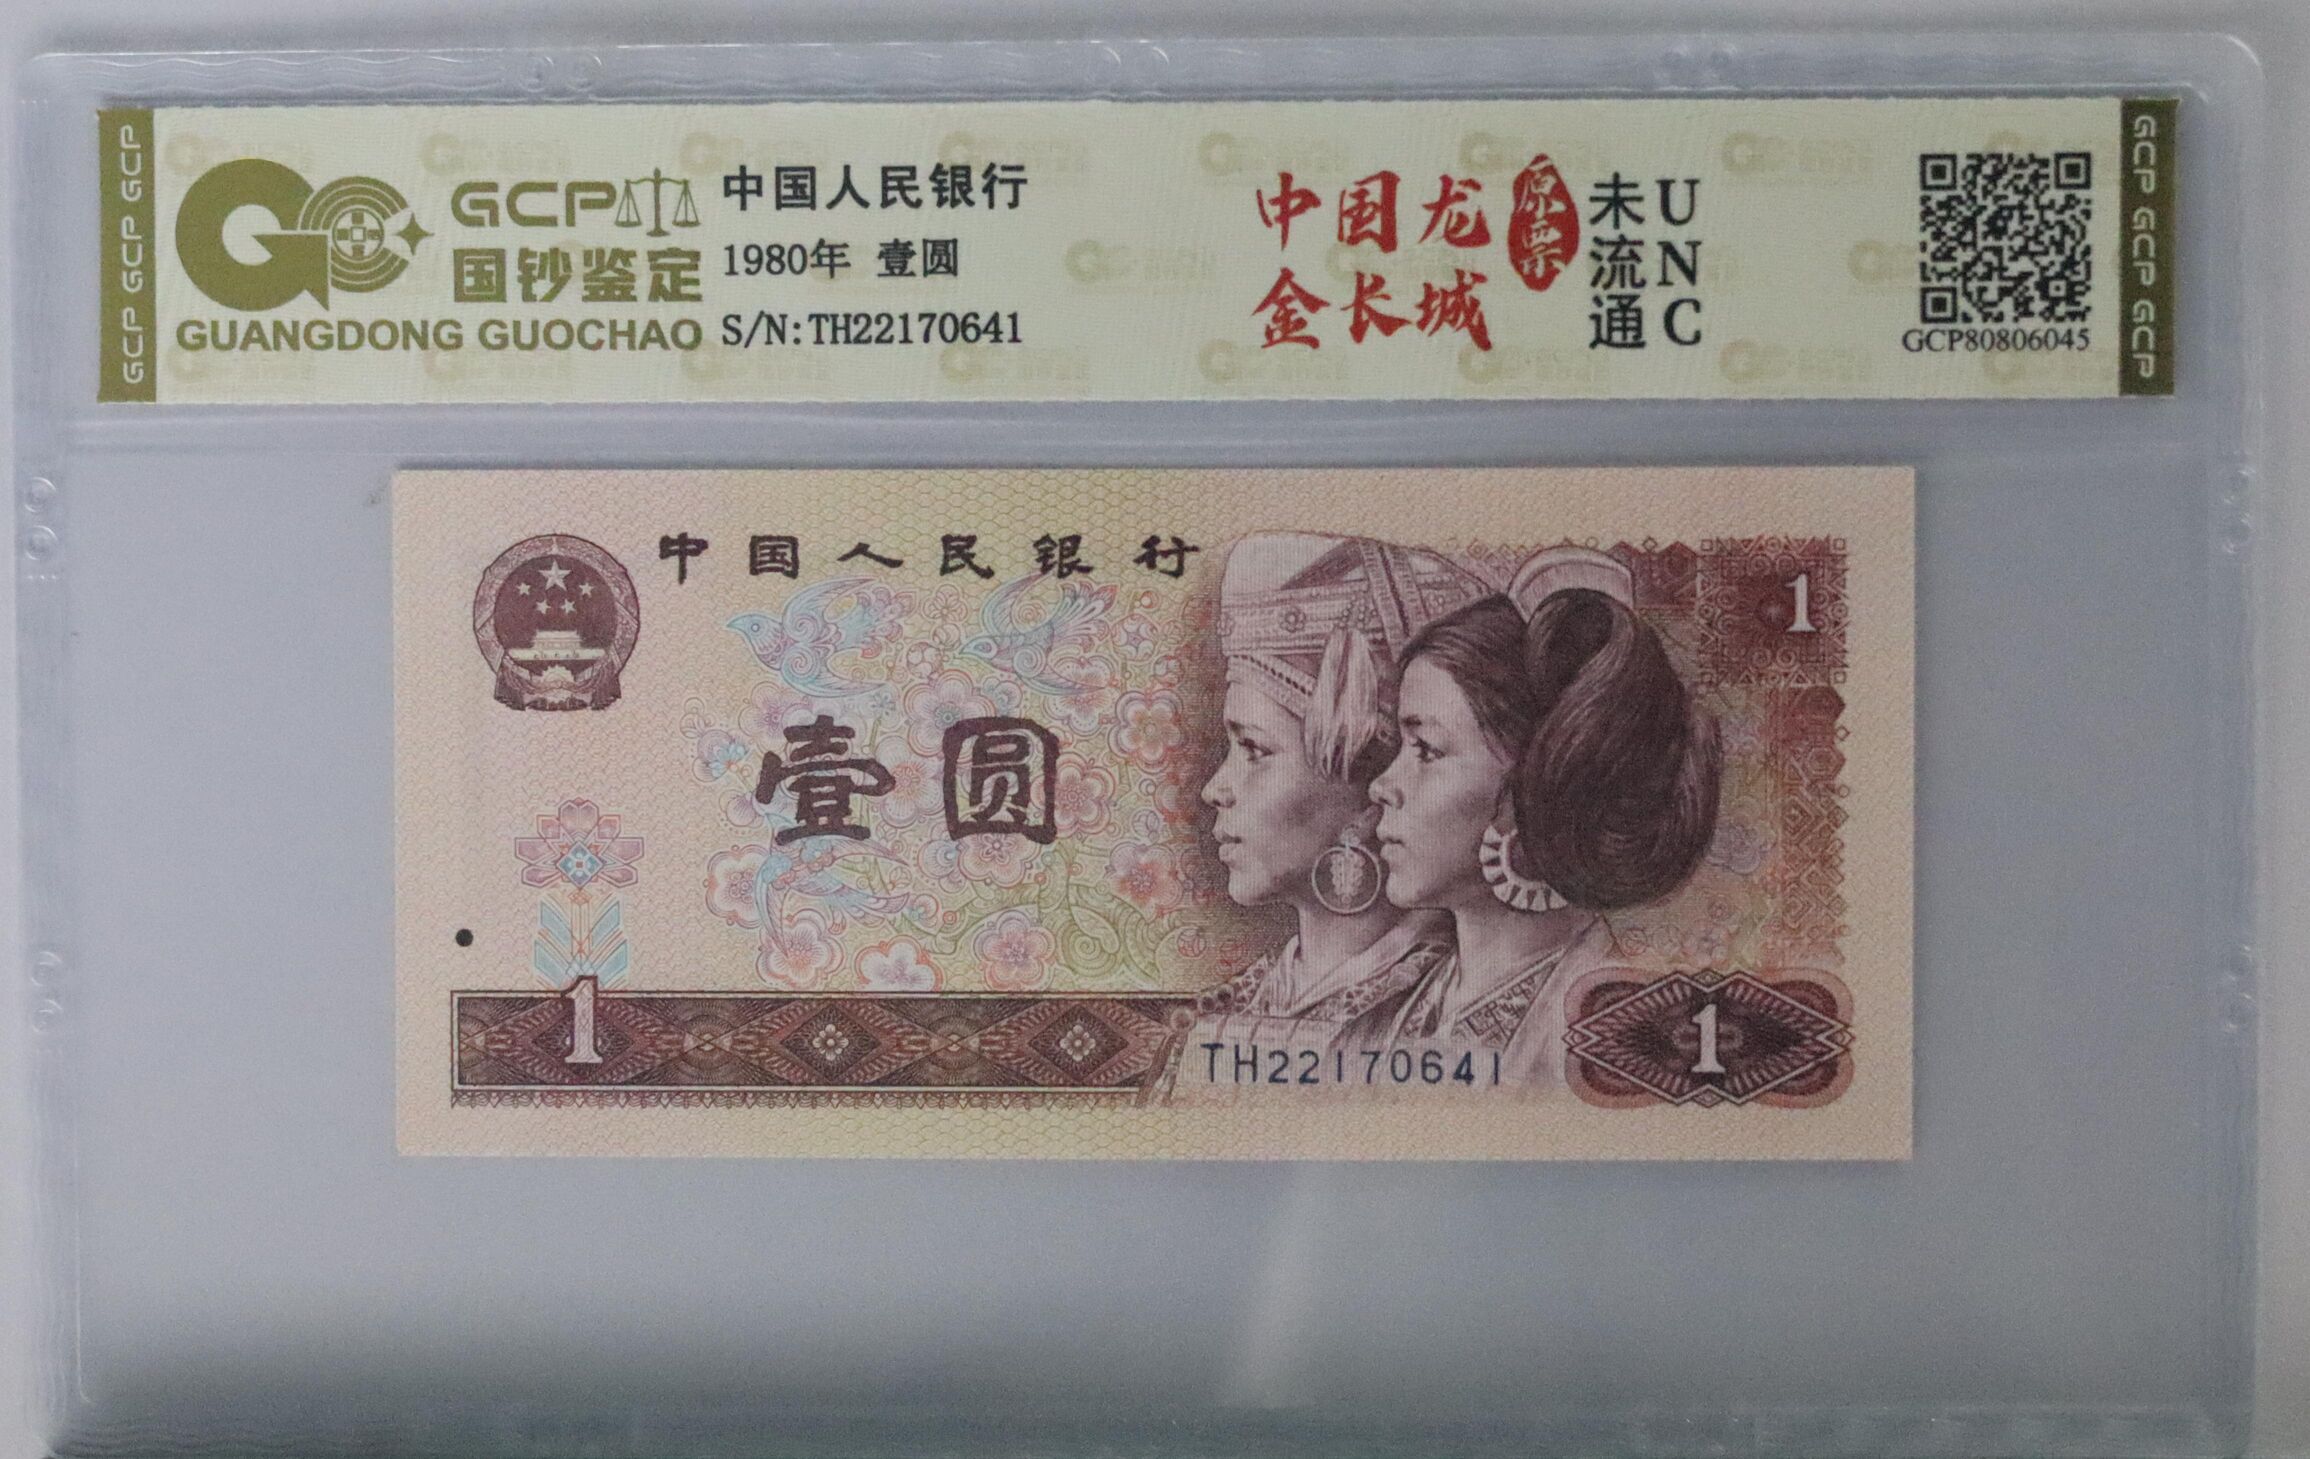 GCP GCP GCP
GCP
国钞鉴定
GUANGDONG GUOCHAO
中国人民银行
1980年 壹圆
S/N:TH22170641
中国龙
金长城
原票
未流通
UNC
GCP80806045
GCP GCP GCP
中国人民银行
1
壹圆
1
TH22170641
1